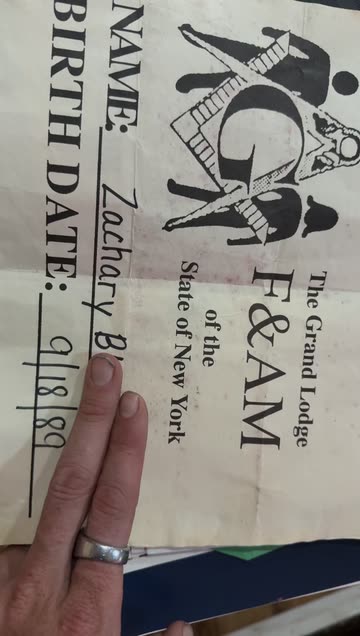 G
The Grand Lodge
F&AM
of the
State of New York
NAME: Zachary B
BIRTH DATE: 9/18/89